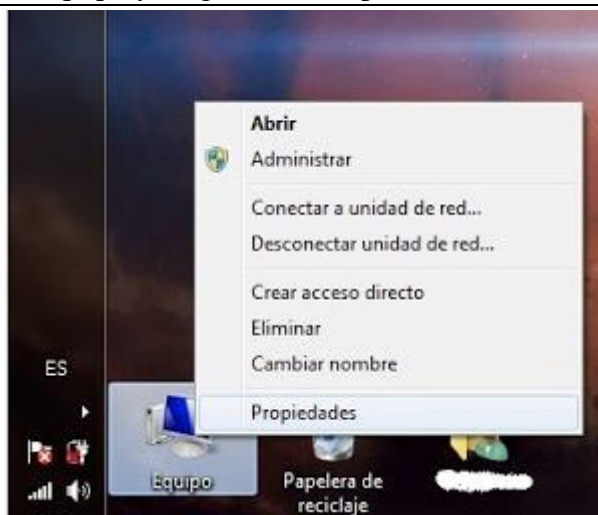 Abrir
Administrar
Conectar a unidad de red...
Desconectar unidad de red...
Crear acceso directo
Eliminar
Cambiar nombre
Propiedades
ES
Equipo
Papelera de
reciclaje